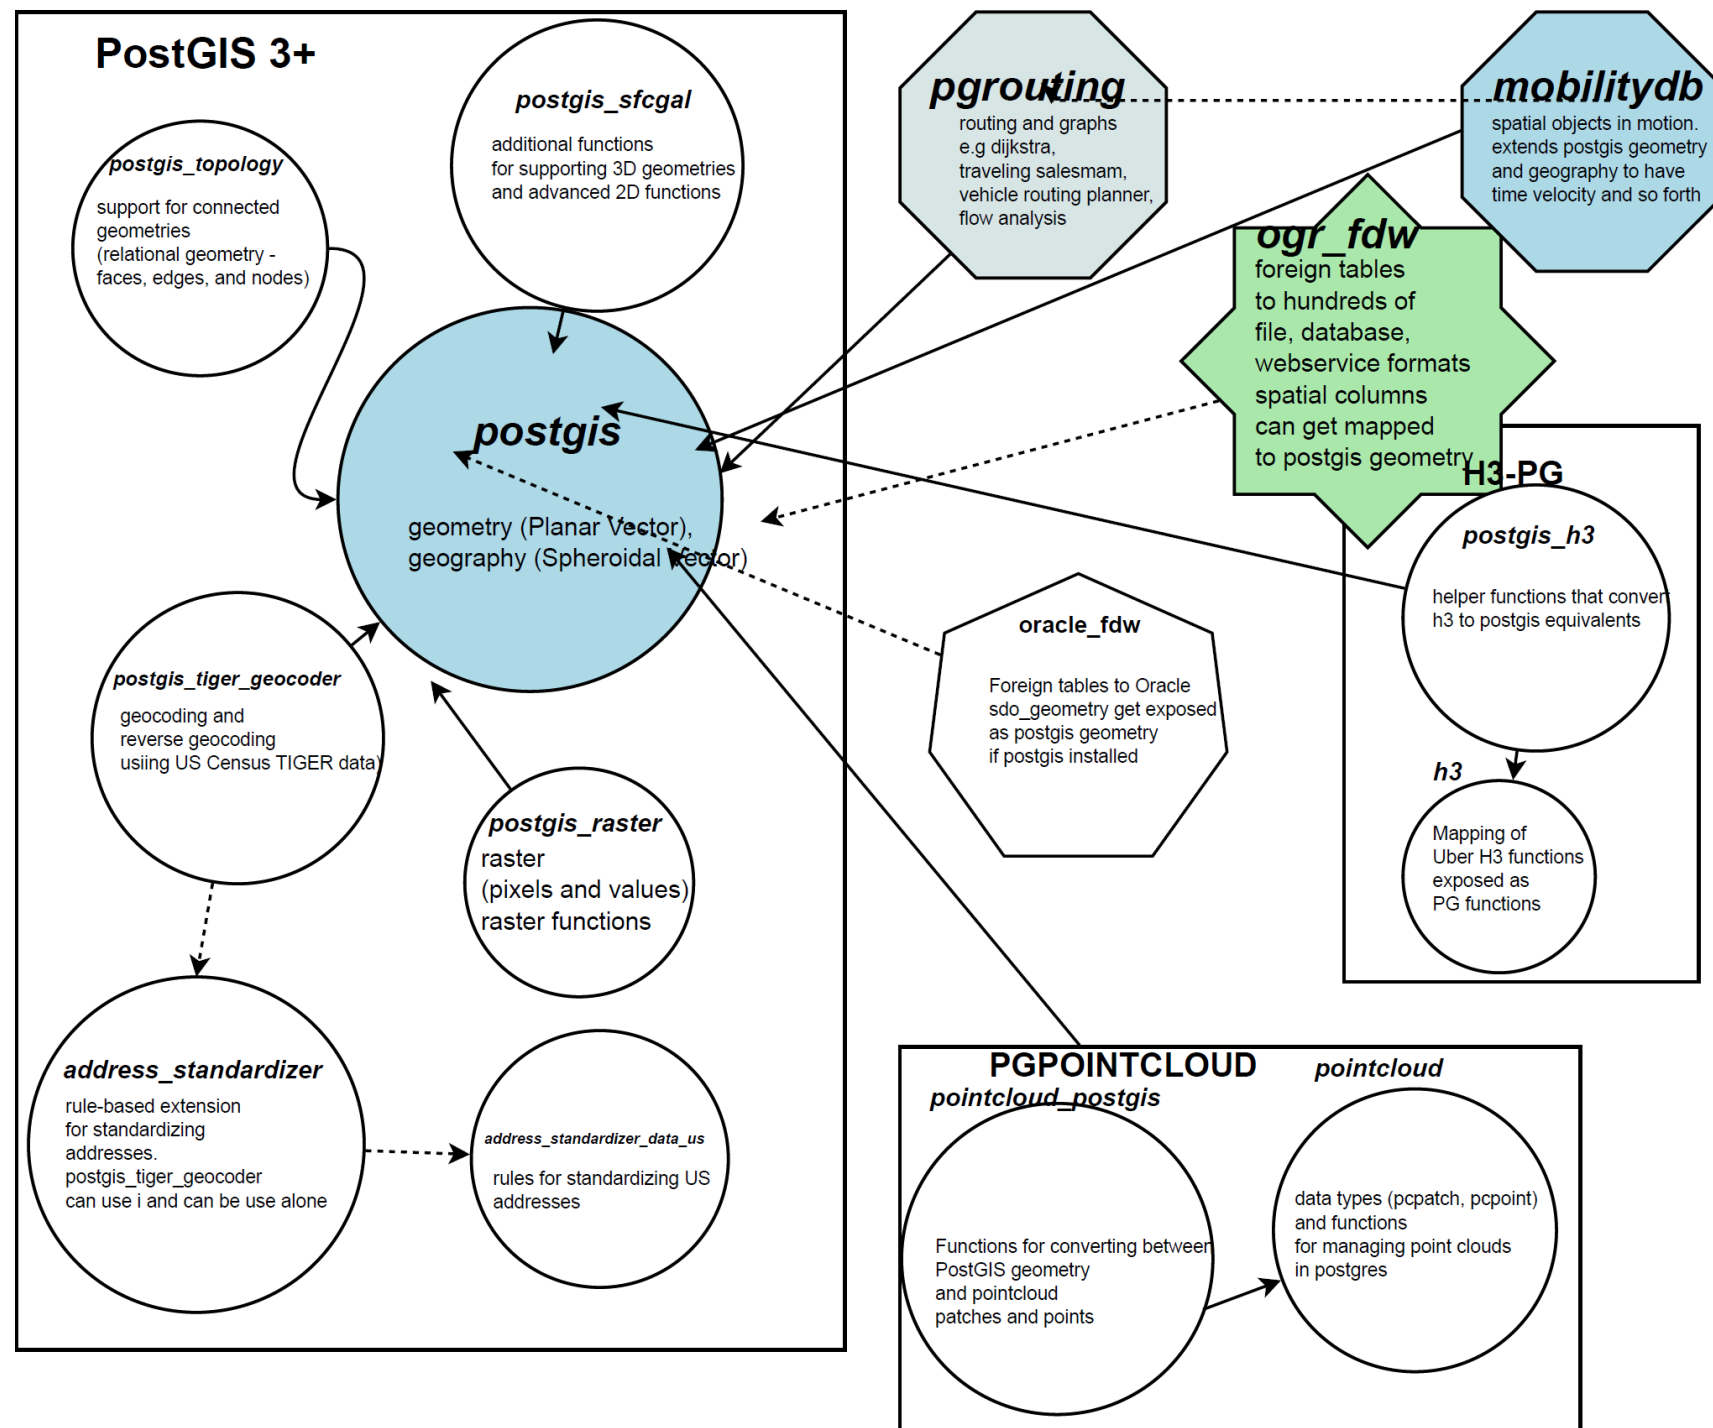 PostGIS 3+
postgis_sfcgal
additional functions
for supporting 3D geometries
and advanced 2D functions
postgis_topology
support for connected
geometries
(relational geometry -
faces, edges, and nodes)
postgis
geometry (Planar Vector),
geography (Spheroidal Vector)
postgis_tiger_geocoder
geocoding and
reverse geocoding
usiing US Census TIGER data)
postgis_raster
raster
(pixels and values)
raster functions
address_standardizer
rule-based extension
for standardizing
addresses.
postgis_tiger_geocoder
can use i and can be use alone
address_standardizer_data_us
rules for standardizing US
addresses
pgrouting
routing and graphs
e.g dijkstra,
traveling salesmam,
vehicle routing planner,
flow analysis
mobilitydb
spatial objects in motion.
extends postgis geometry
and geography to have
time velocity and so forth
ogr_fdw
foreign tables
to hundreds of
file, database,
webservice formats
spatial columns
can get mapped
to postgis geometry
oracle_fdw
Foreign tables to Oracle
sdo_geometry get exposed
as postgis geometry
if postgis installed
H3-PG
postgis_h3
helper functions that convert
h3 to postgis equivalents
h3
Mapping of
Uber H3 functions
exposed as
PG functions
PGPOINTCLOUD
pointcloud_postgis
Functions for converting between
PostGIS geometry
and pointcloud
patches and points
pointcloud
data types (pcpatch, pcpoint)
and functions
for managing point clouds
in postgres